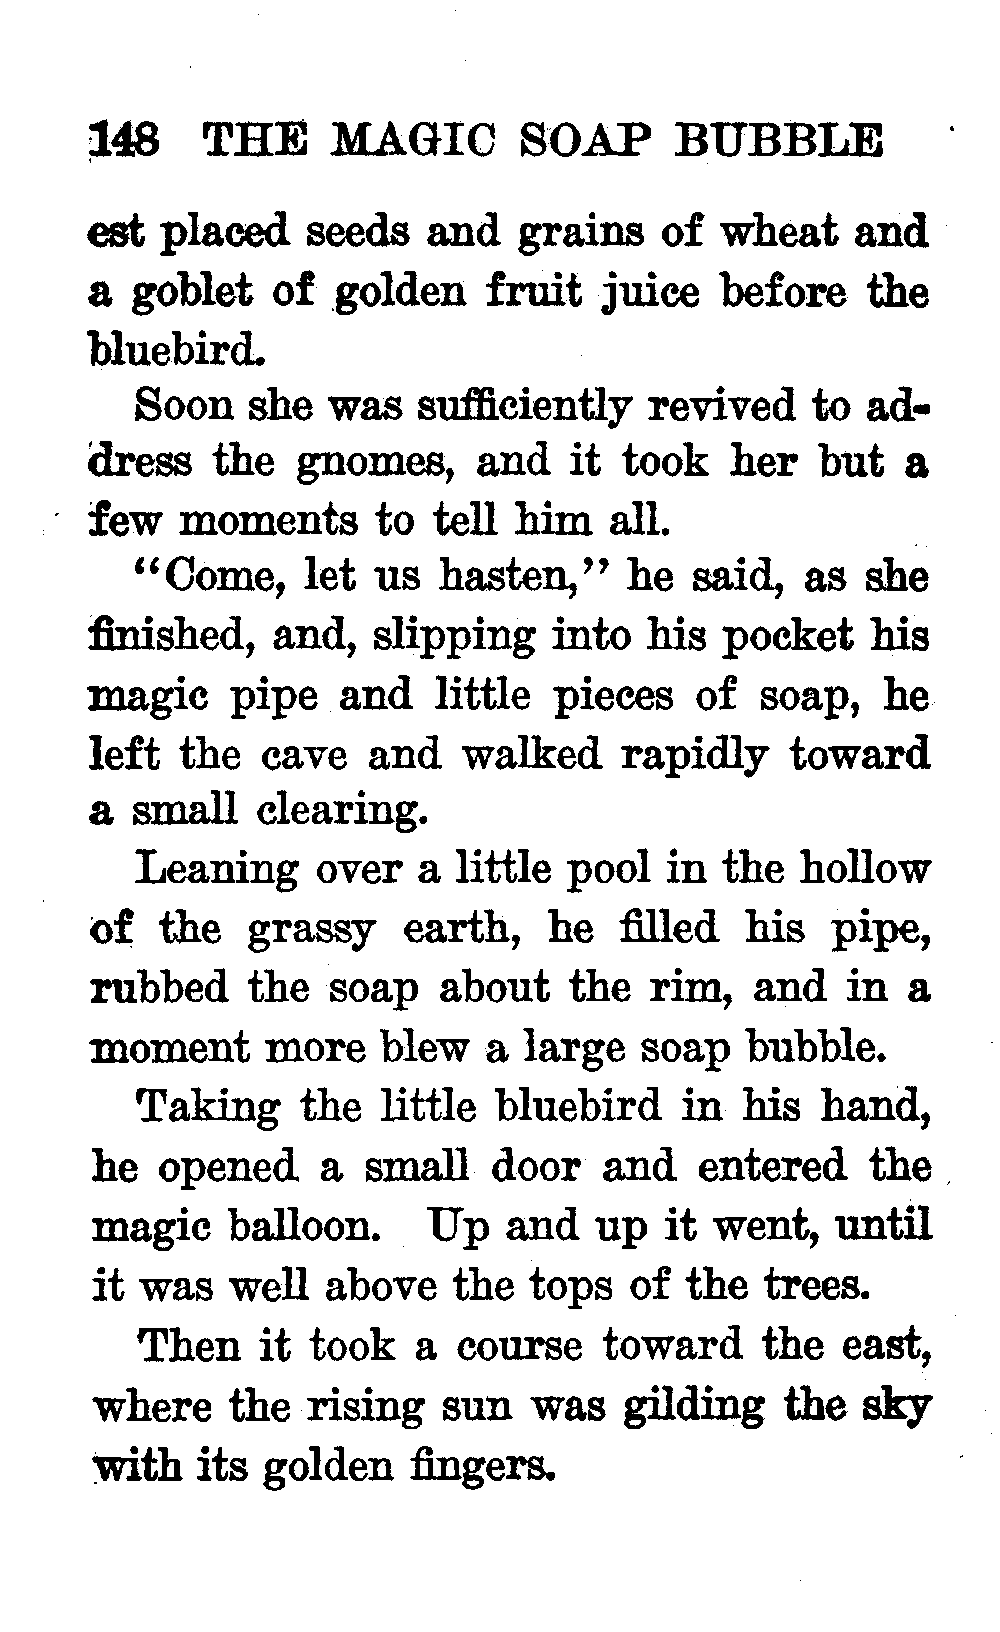 148 THE MAGIC SOAP BUBBLE
est placed seeds and grains of wheat and
a goblet of golden fruit juice before the
bluebird.
Soon she was sufficiently revived to ad-
dress the gnomes, and it took her but a
few moments to tell him all.
"Come, let us hasten," he said, as she
finished, and, slipping into his pocket his
magic pipe and little pieces of soap, he
left the cave and walked rapidly toward
a small clearing.
Leaning over a little pool in the hollow
of the grassy earth, he filled his pipe,
rubbed the soap about the rim, and in a
moment more blew a large soap bubble.
Taking the little bluebird in his hand,
he opened a small door and entered the
magic balloon. Up and up it went, until
it was well above the tops of the trees.
Then it took a course toward the east,
where the rising sun was gilding the sky
with its golden fingers.